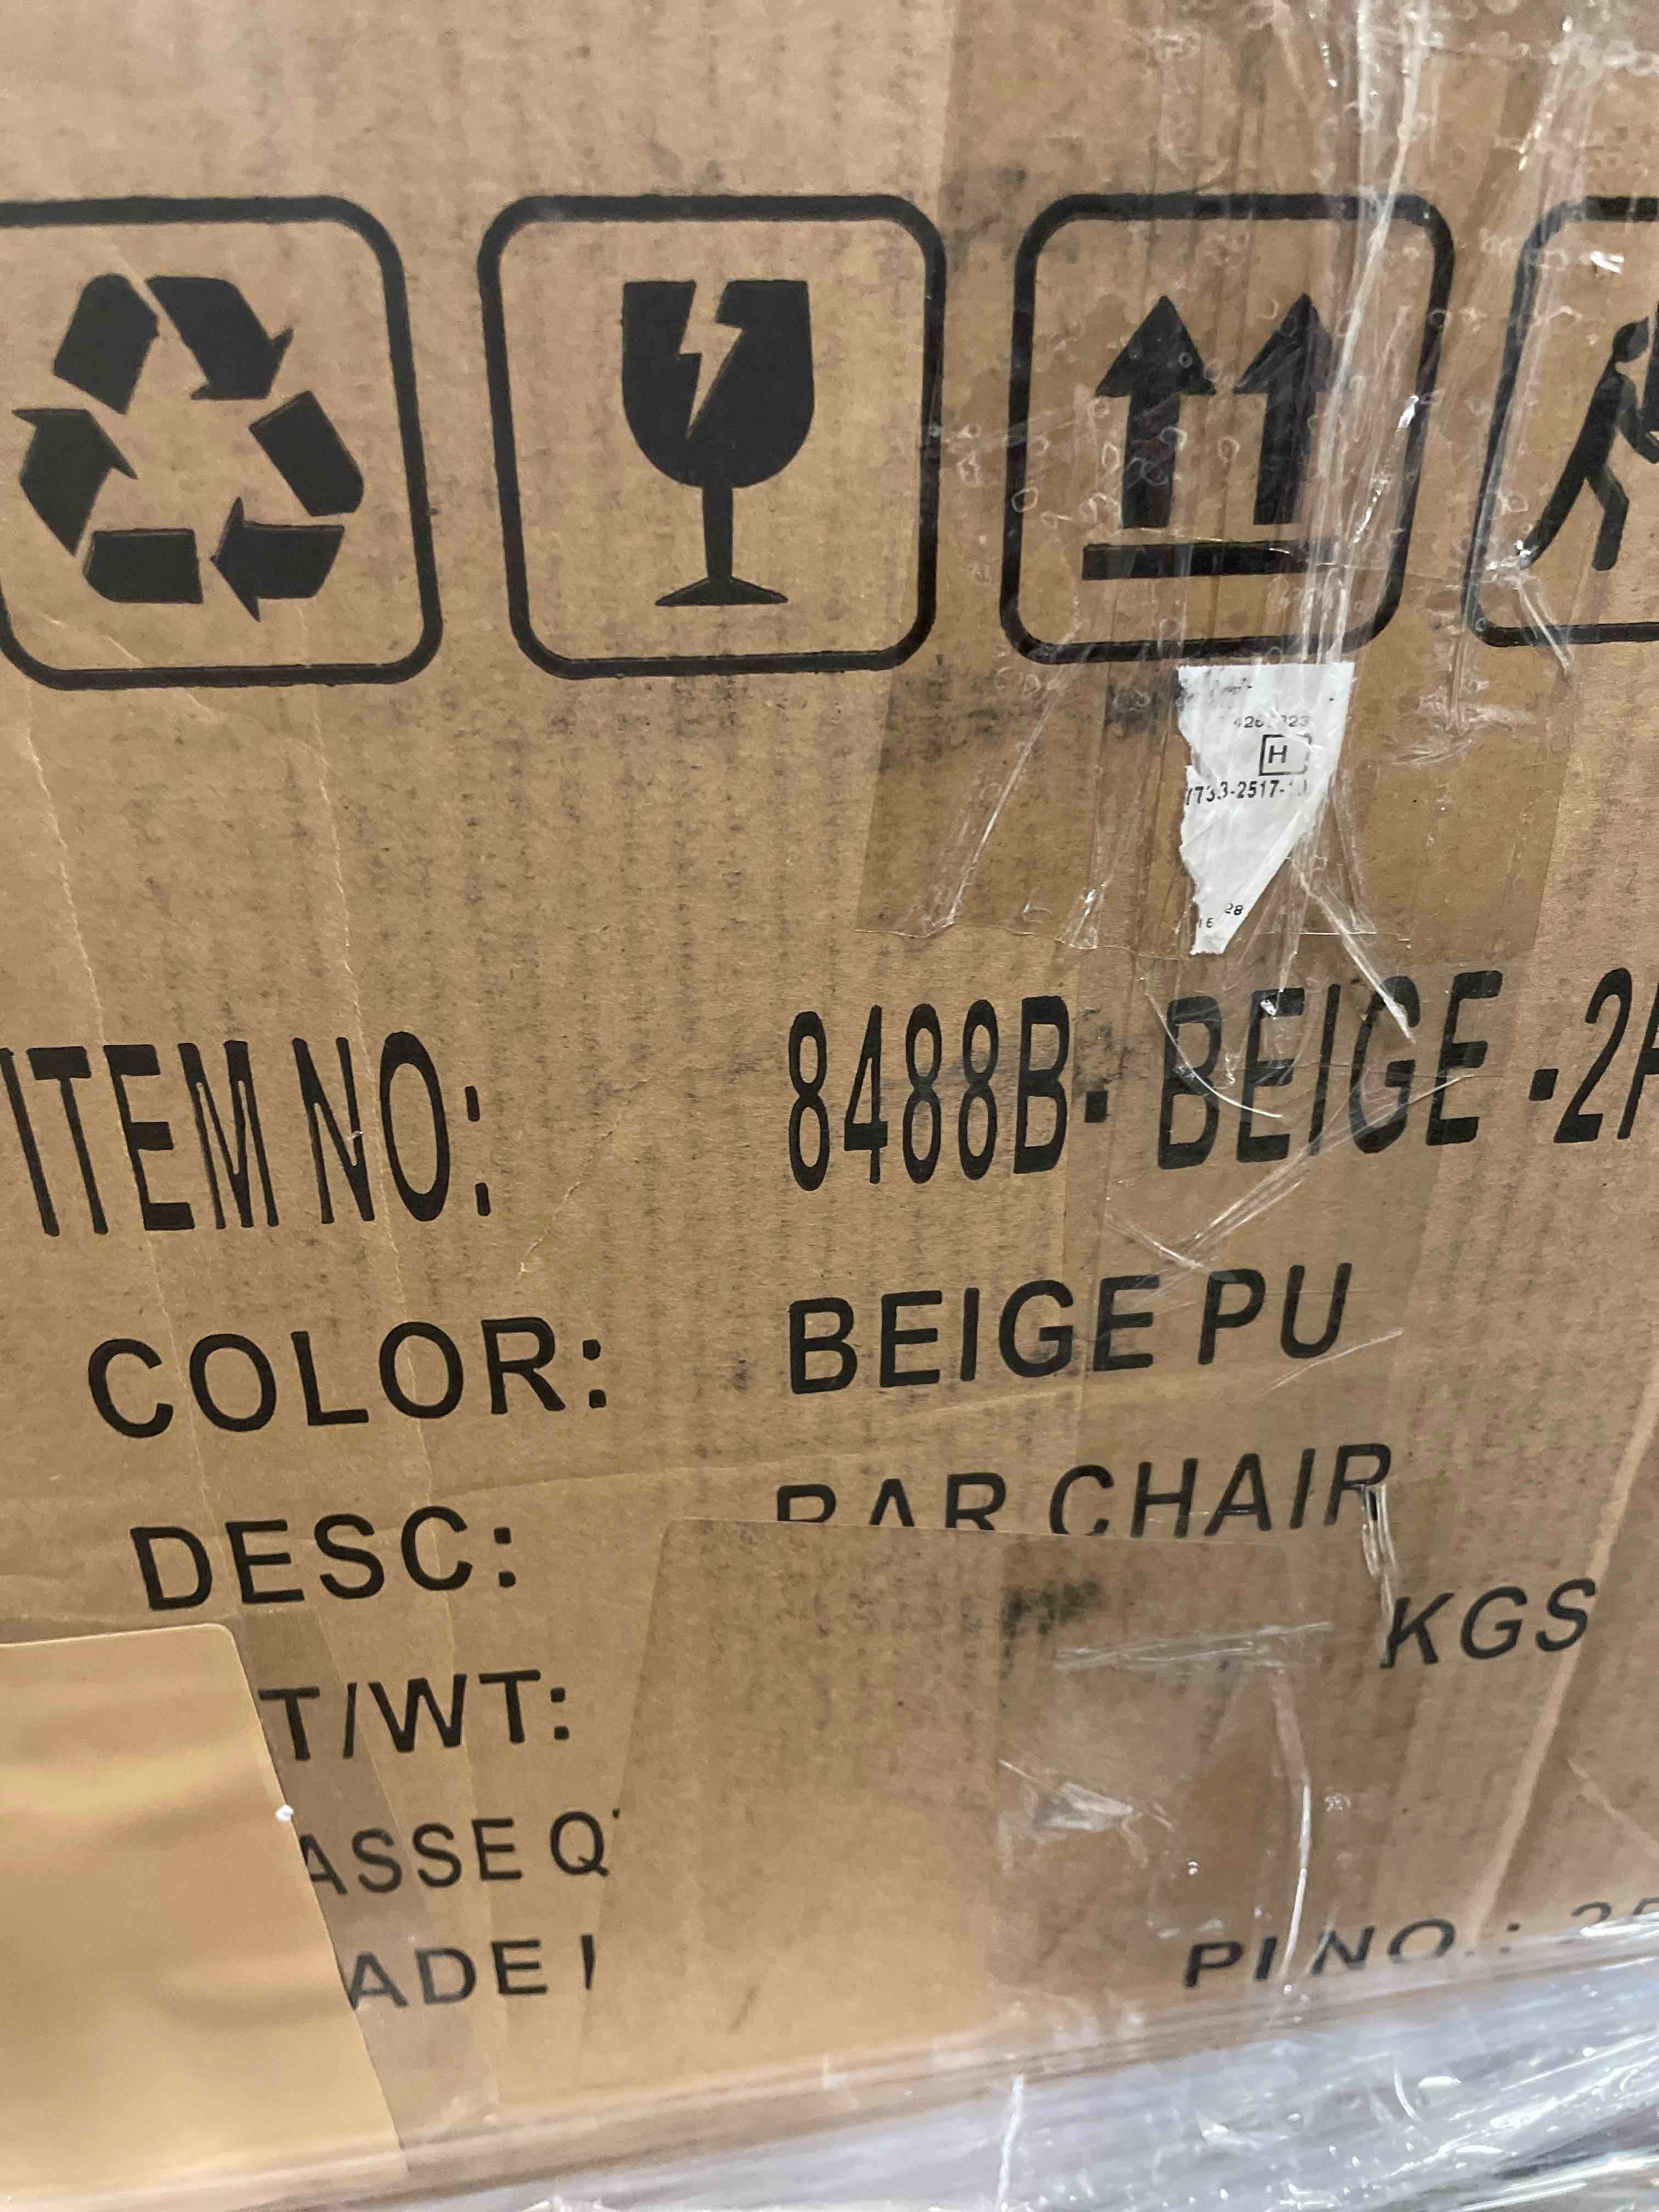 H
ITEM NO: 8488B- BEIGE -2
COLOR: BEIGE PU
DESC: BAR CHAIR
T/WT: KGS
ASSE Q
ADE I
PI NO.: